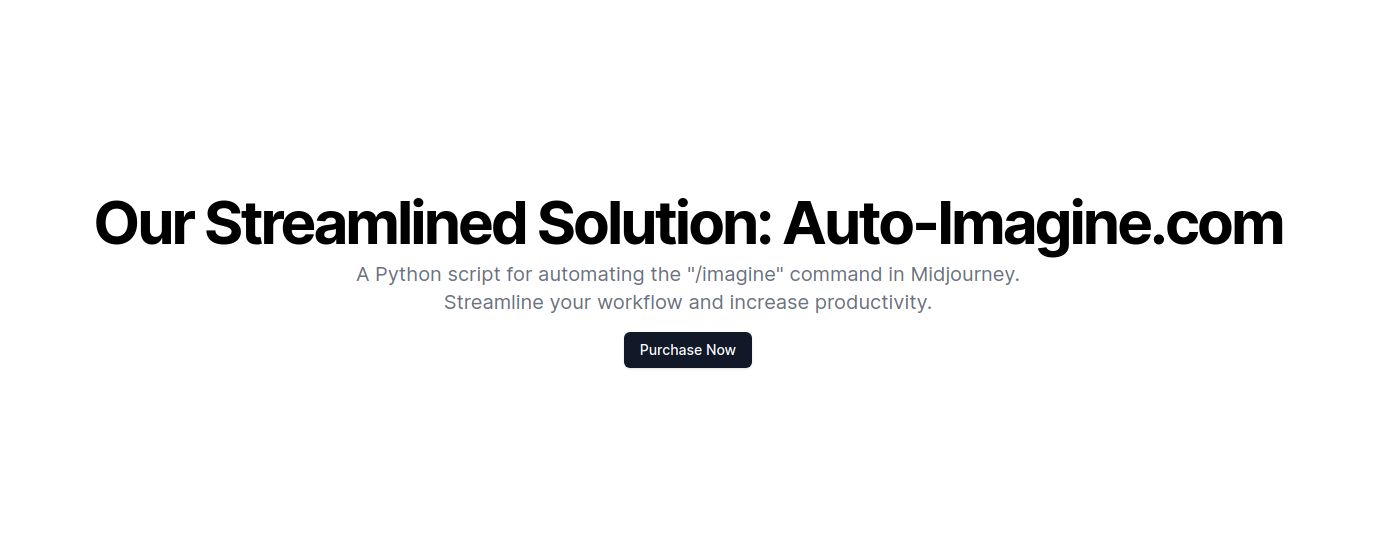 Our Streamlined Solution: Auto-Imagine.com
A Python script for automating the "/imagine" command in Midjourney.
Streamline your workflow and increase productivity.
Purchase Now